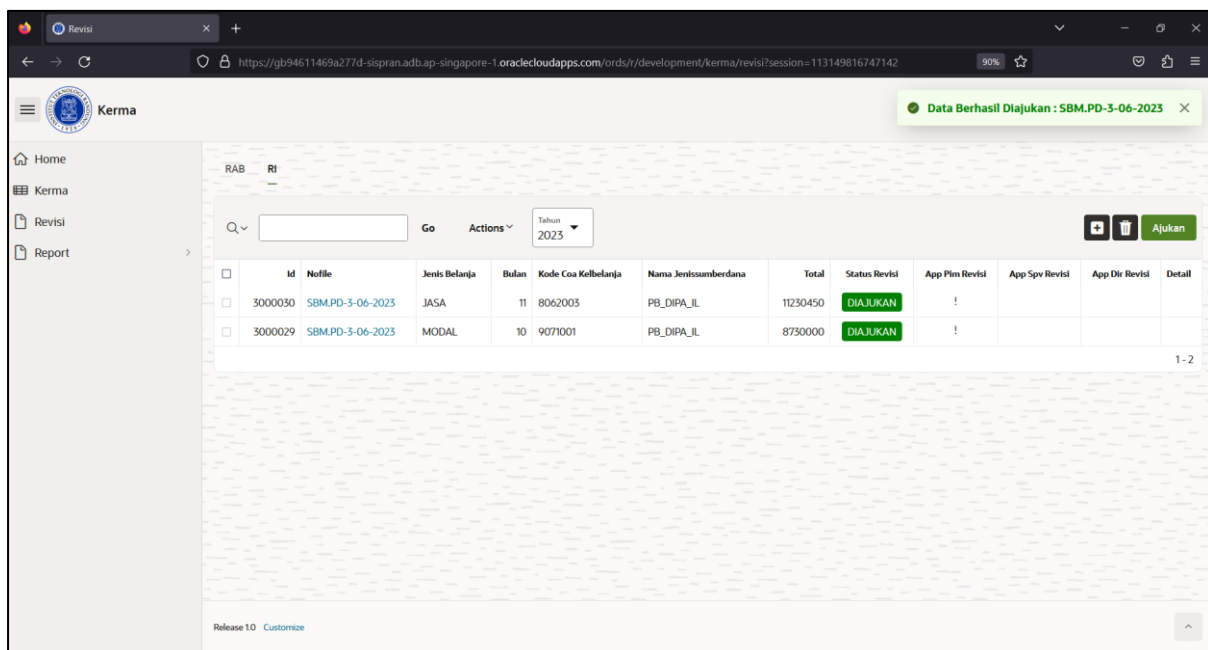 Revisi
https://gb94611469a277d-sispran.adb.ap-singapore-1.oraclecloudapps.com/ords/r/development/kerma/revisi?session=113149816747142 90%
INSTITUT TEKNOLOGI BANDUNG
1920
Kerma
Data Berhasil Diajukan : SBM.PD-3-06-2023
Home
Kerma
Revisi
Report
RAB RI
Go Actions Tahun 2023 Ajukan
Id Nofile Jenis Belanja Bulan Kode Coa Kelbelanja Nama Jenissumberdana Total Status Revisi App Pim Revisi App Spv Revisi App Dir Revisi Detail
3000030 SBM.PD-3-06-2023 JASA 11 8062003 PB_DIPA_IL 11230450 DIAJUKAN !
3000029 SBM.PD-3-06-2023 MODAL 10 9071001 PB_DIPA_IL 8730000 DIAJUKAN !
1 - 2
Release 1.0 Customize